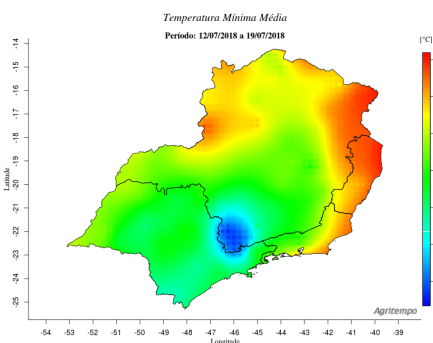 Temperatura Mínima Média
Período: 12/07/2018 a 19/07/2018
[°C]
-14
-15
-16
-17
-18
-19
-20
-21
-22
-23
-24
-25
Latitude
Agritempo
-54 -53 -52 -51 -50 -49 -48 -47 -46 -45 -44 -43 -42 -41 -40 -39
Longitude